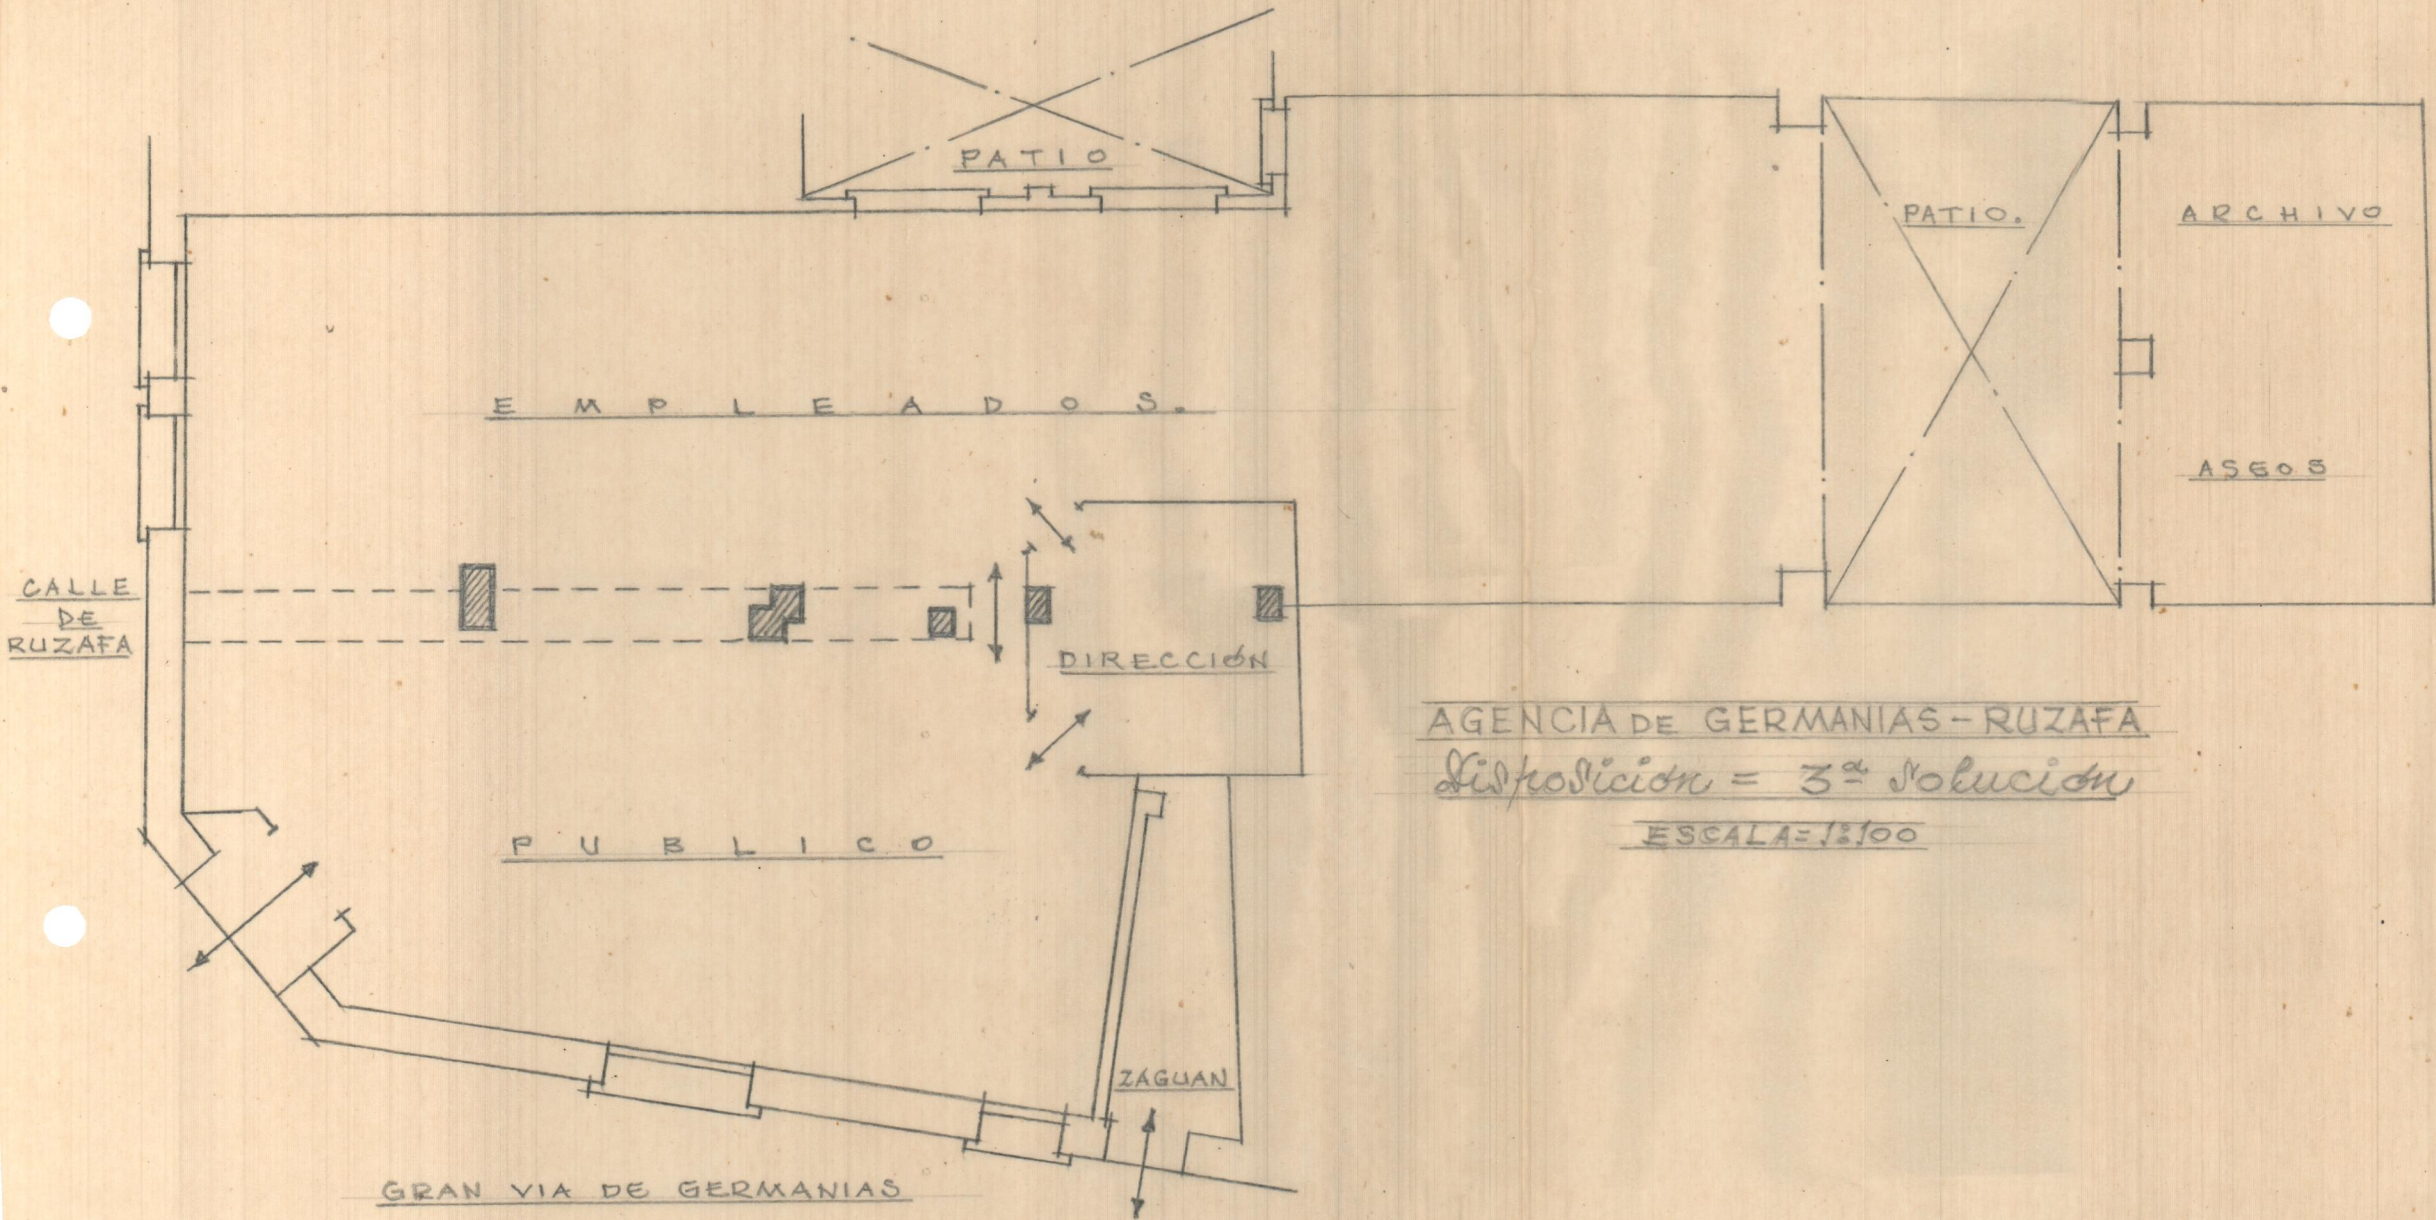 PATIO
PATIO.
ARCHIVO
EMPLEADOS.
ASEOS
CALLE
DE
RUZAFA
DIRECCIÓN
AGENCIA DE GERMANIAS-RUZAFA
Disposición = 3ª Solución
ESCALA=1:100
PUBLICO
ZAGUAN
GRAN VIA DE GERMANIAS